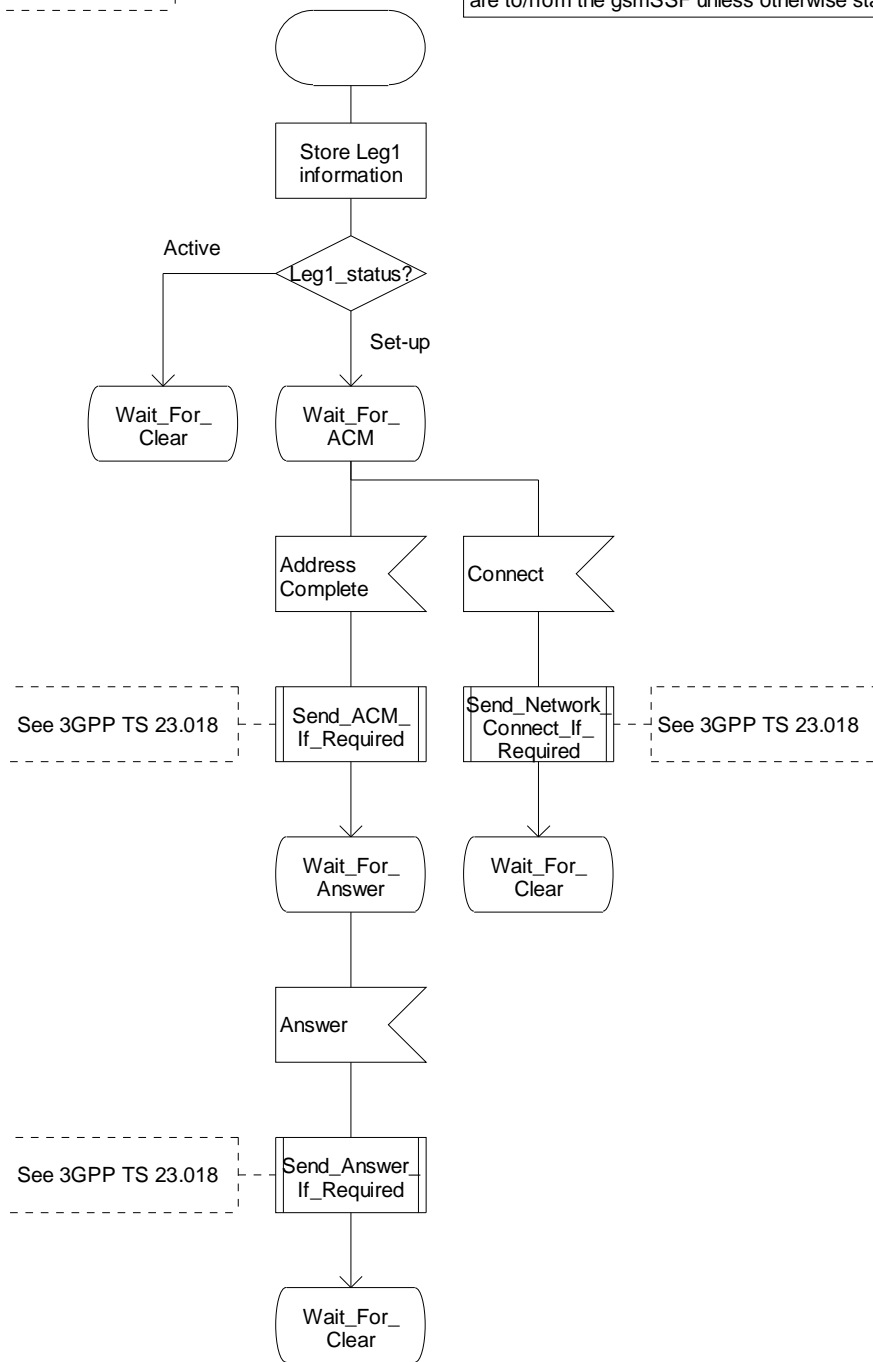 are to/from the gsmSSF unless otherwise sta
Store Leg1
information
Active
Leg1_status?
Set-up
Wait_For_
Clear
Wait_For_
ACM
Address
Complete
Connect
See 3GPP TS 23.018
Send_ACM_
If_Required
Send_Network_
Connect_If_
Required
See 3GPP TS 23.018
Wait_For_
Answer
Wait_For_
Clear
Answer
See 3GPP TS 23.018
Send_Answer_
If_Required
Wait_For_
Clear